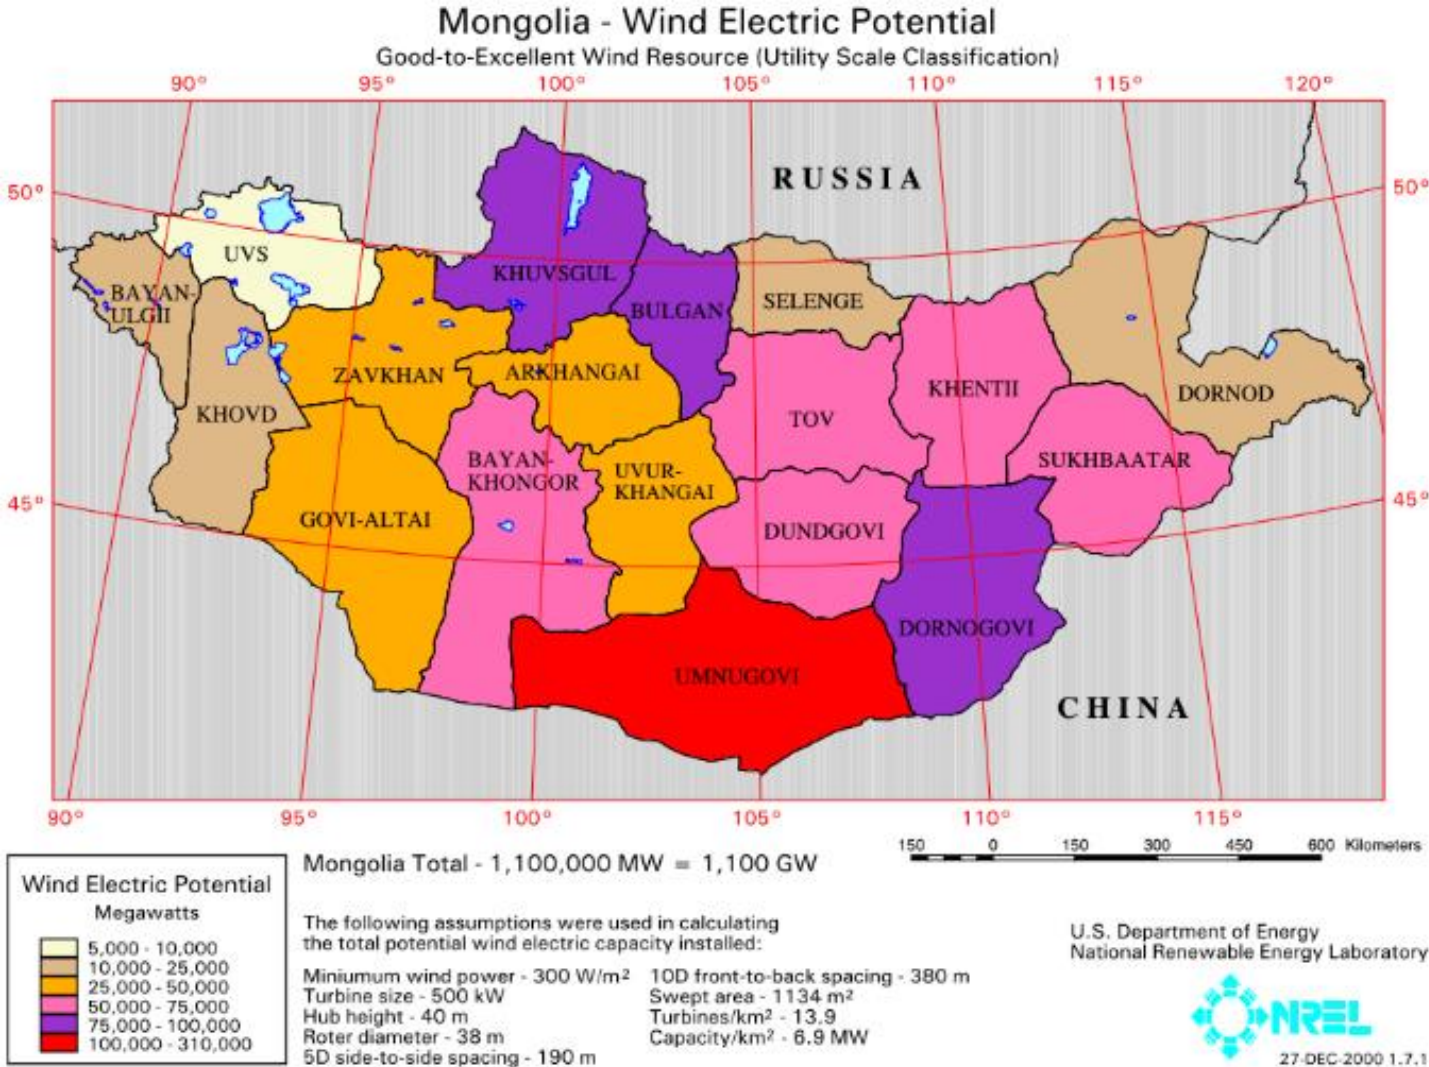 Mongolia - Wind Electric Potential
Good-to-Excellent Wind Resource (Utility Scale Classification)
90° 95° 100° 105° 110° 115° 120°
RUSSIA
50° 50°
UVS
KHUVSGUL
BAYAN-
ULGII
BULGAN
SELENGE
ZAVKHAN
ARKHANGAI
KHENTII
DORNOD
KHOVD
TOV
BAYAN-
KHONGOR
UVUR-
KHANGAI
SUKHBAATAR
45° 45°
GOVI-ALTAI
DUNDGOVI
DORNOGOVI
UMNUGOVI
CHINA
90° 95° 100° 105° 110° 115°
150 0 150 300 450 600 Kilometers
Mongolia Total - 1,100,000 MW = 1,100 GW
Wind Electric Potential
Megawatts
5,000 - 10,000
10,000 - 25,000
25,000 - 50,000
50,000 - 75,000
75,000 - 100,000
100,000 - 310,000
The following assumptions were used in calculating
the total potential wind electric capacity installed:
Miniumum wind power - 300 W/m² 10D front-to-back spacing - 380 m
Turbine size - 500 kW Swept area - 1134 m²
Hub height - 40 m Turbines/km² - 13.9
Roter diameter - 38 m Capacity/km² - 6.9 MW
5D side-to-side spacing - 190 m
U.S. Department of Energy
National Renewable Energy Laboratory
NREL
27-DEC-2000 1.7.1